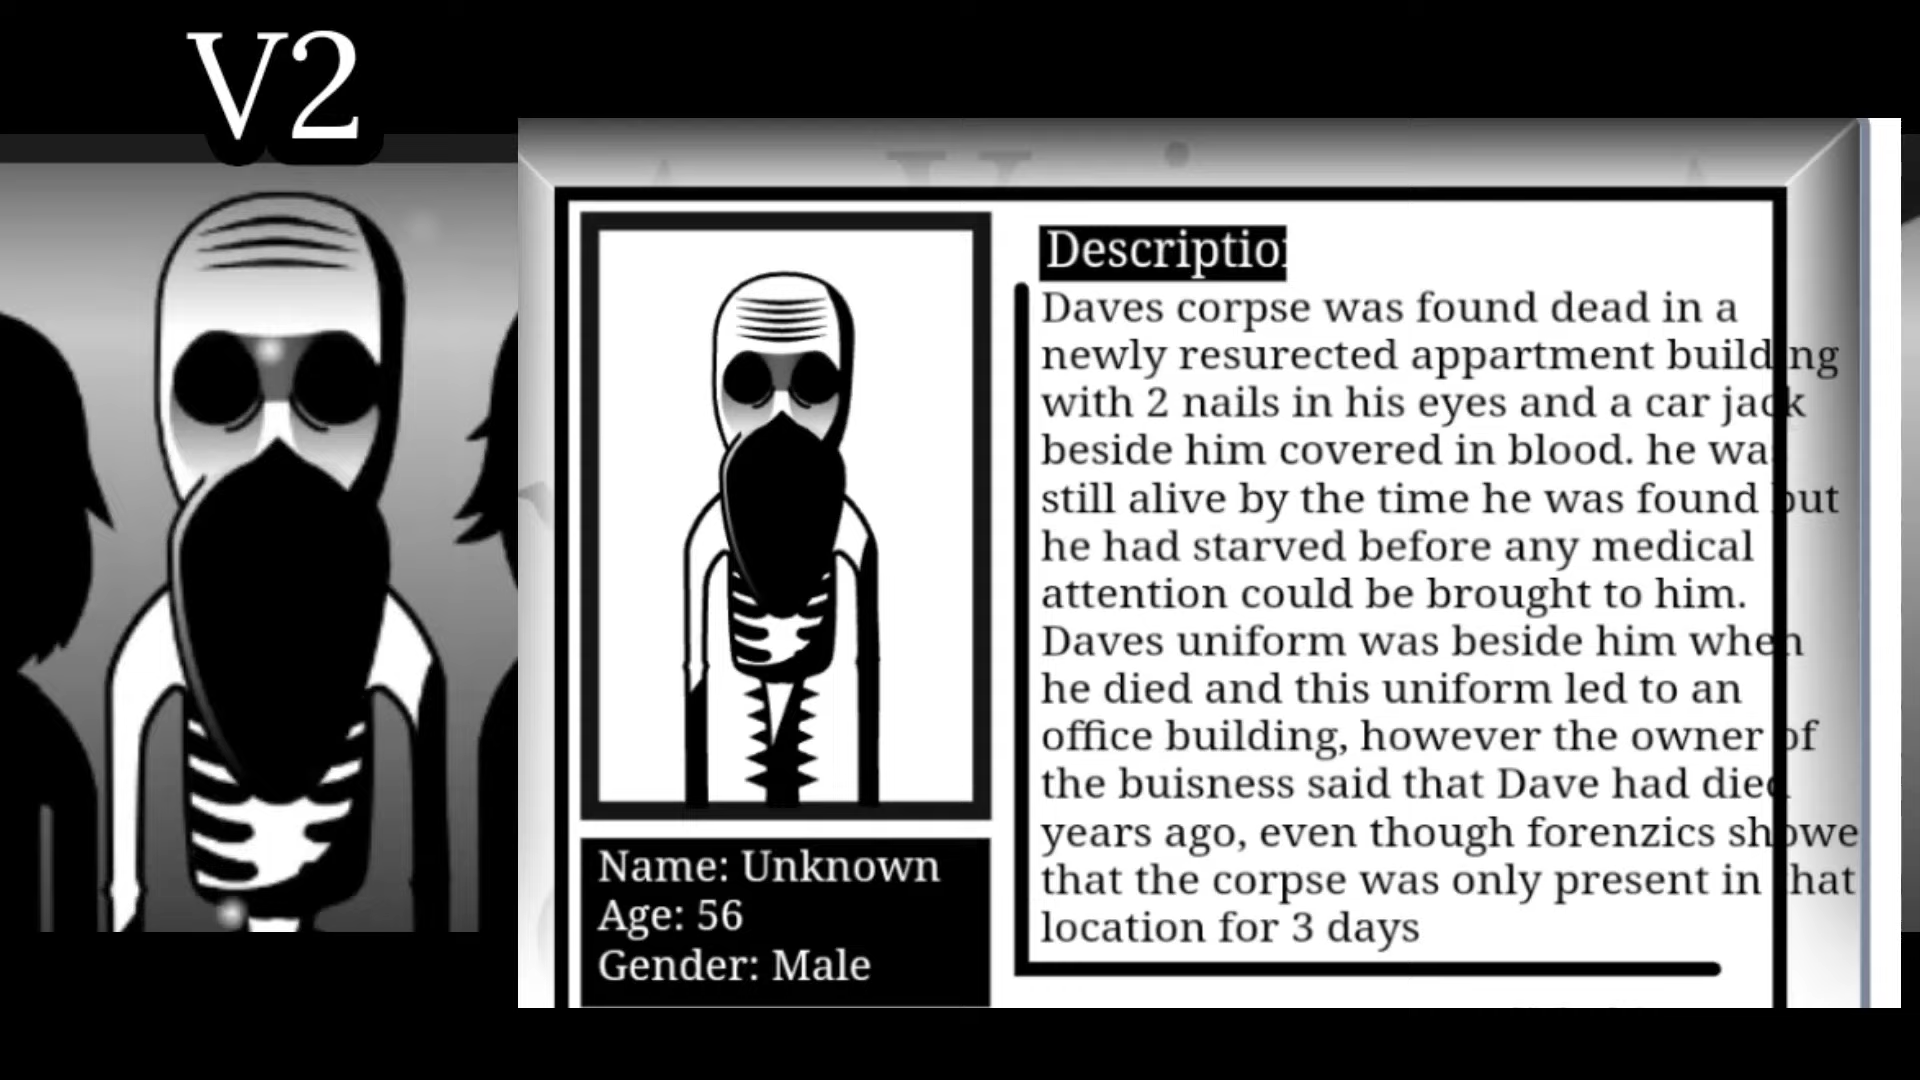 V2
Description
Daves corpse was found dead in a
newly resurected appartment building
with 2 nails in his eyes and a car jack
beside him covered in blood. he was
still alive by the time he was found but
he had starved before any medical
attention could be brought to him.
Daves uniform was beside him when
he died and this uniform led to an
office building, however the owner of
the buisness said that Dave had died
years ago, even though forenzics showe
that the corpse was only present in that
location for 3 days
Name: Unknown
Age: 56
Gender: Male